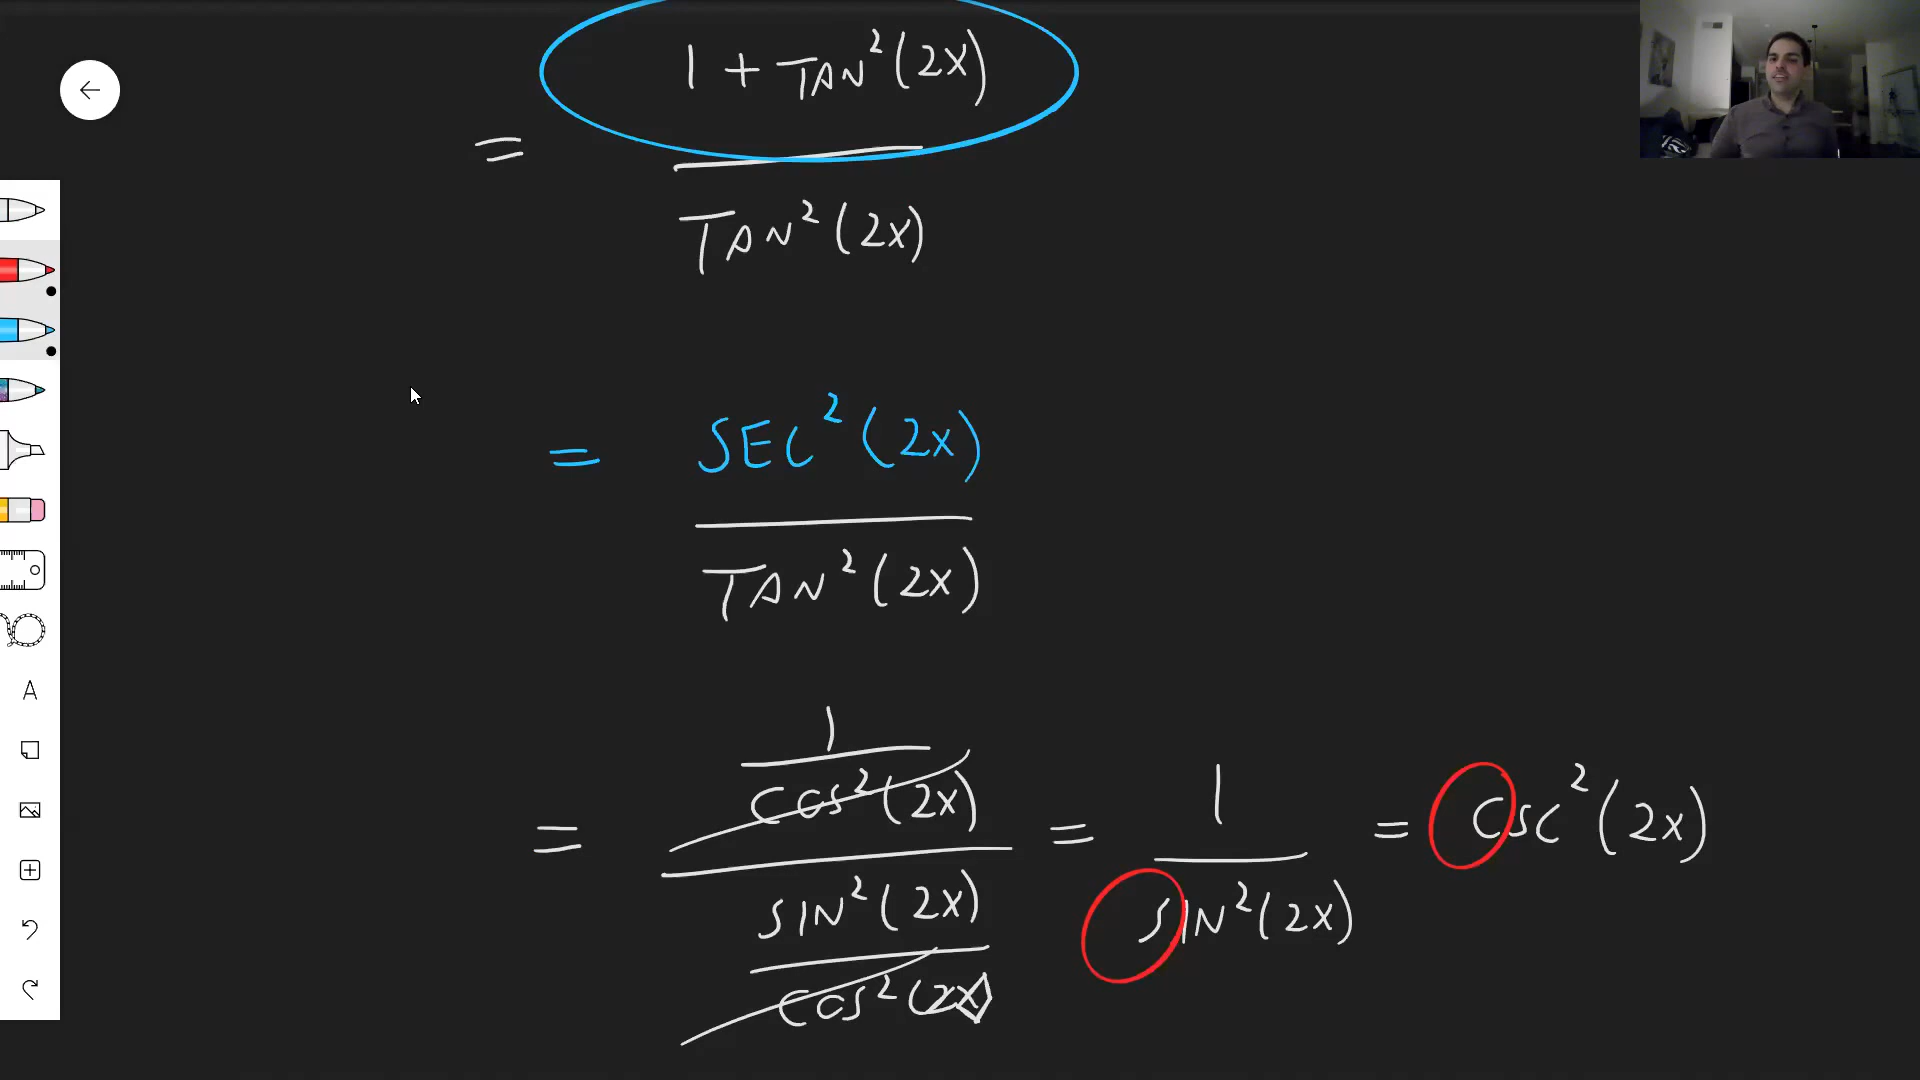 1 + TAN²(2X)
=
TAN²(2X)
= SEC²(2X)
TAN²(2X)
1
COS²(2X)
= = 1 = CSC²(2X)
SIN²(2X) SIN²(2X)
COS²(2X)
A